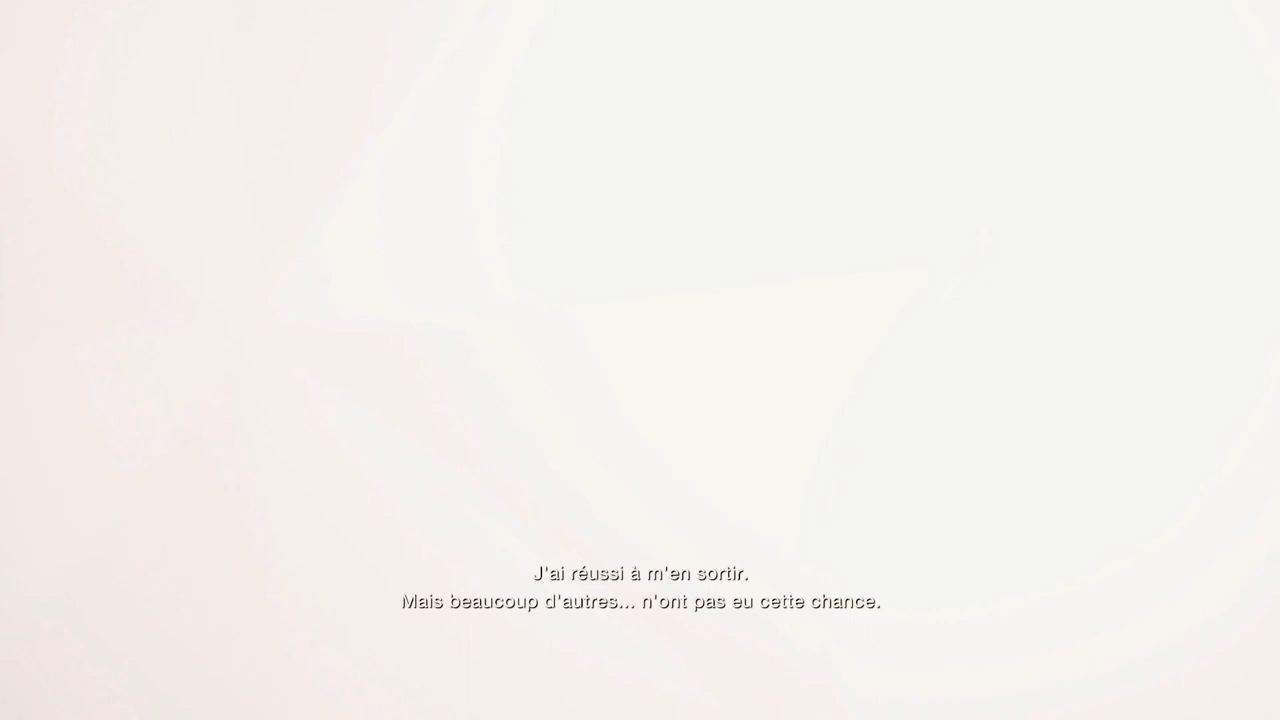 J'ai réussi à m'en sortir.
Mais beaucoup d'autres... n'ont pas eu cette chance.